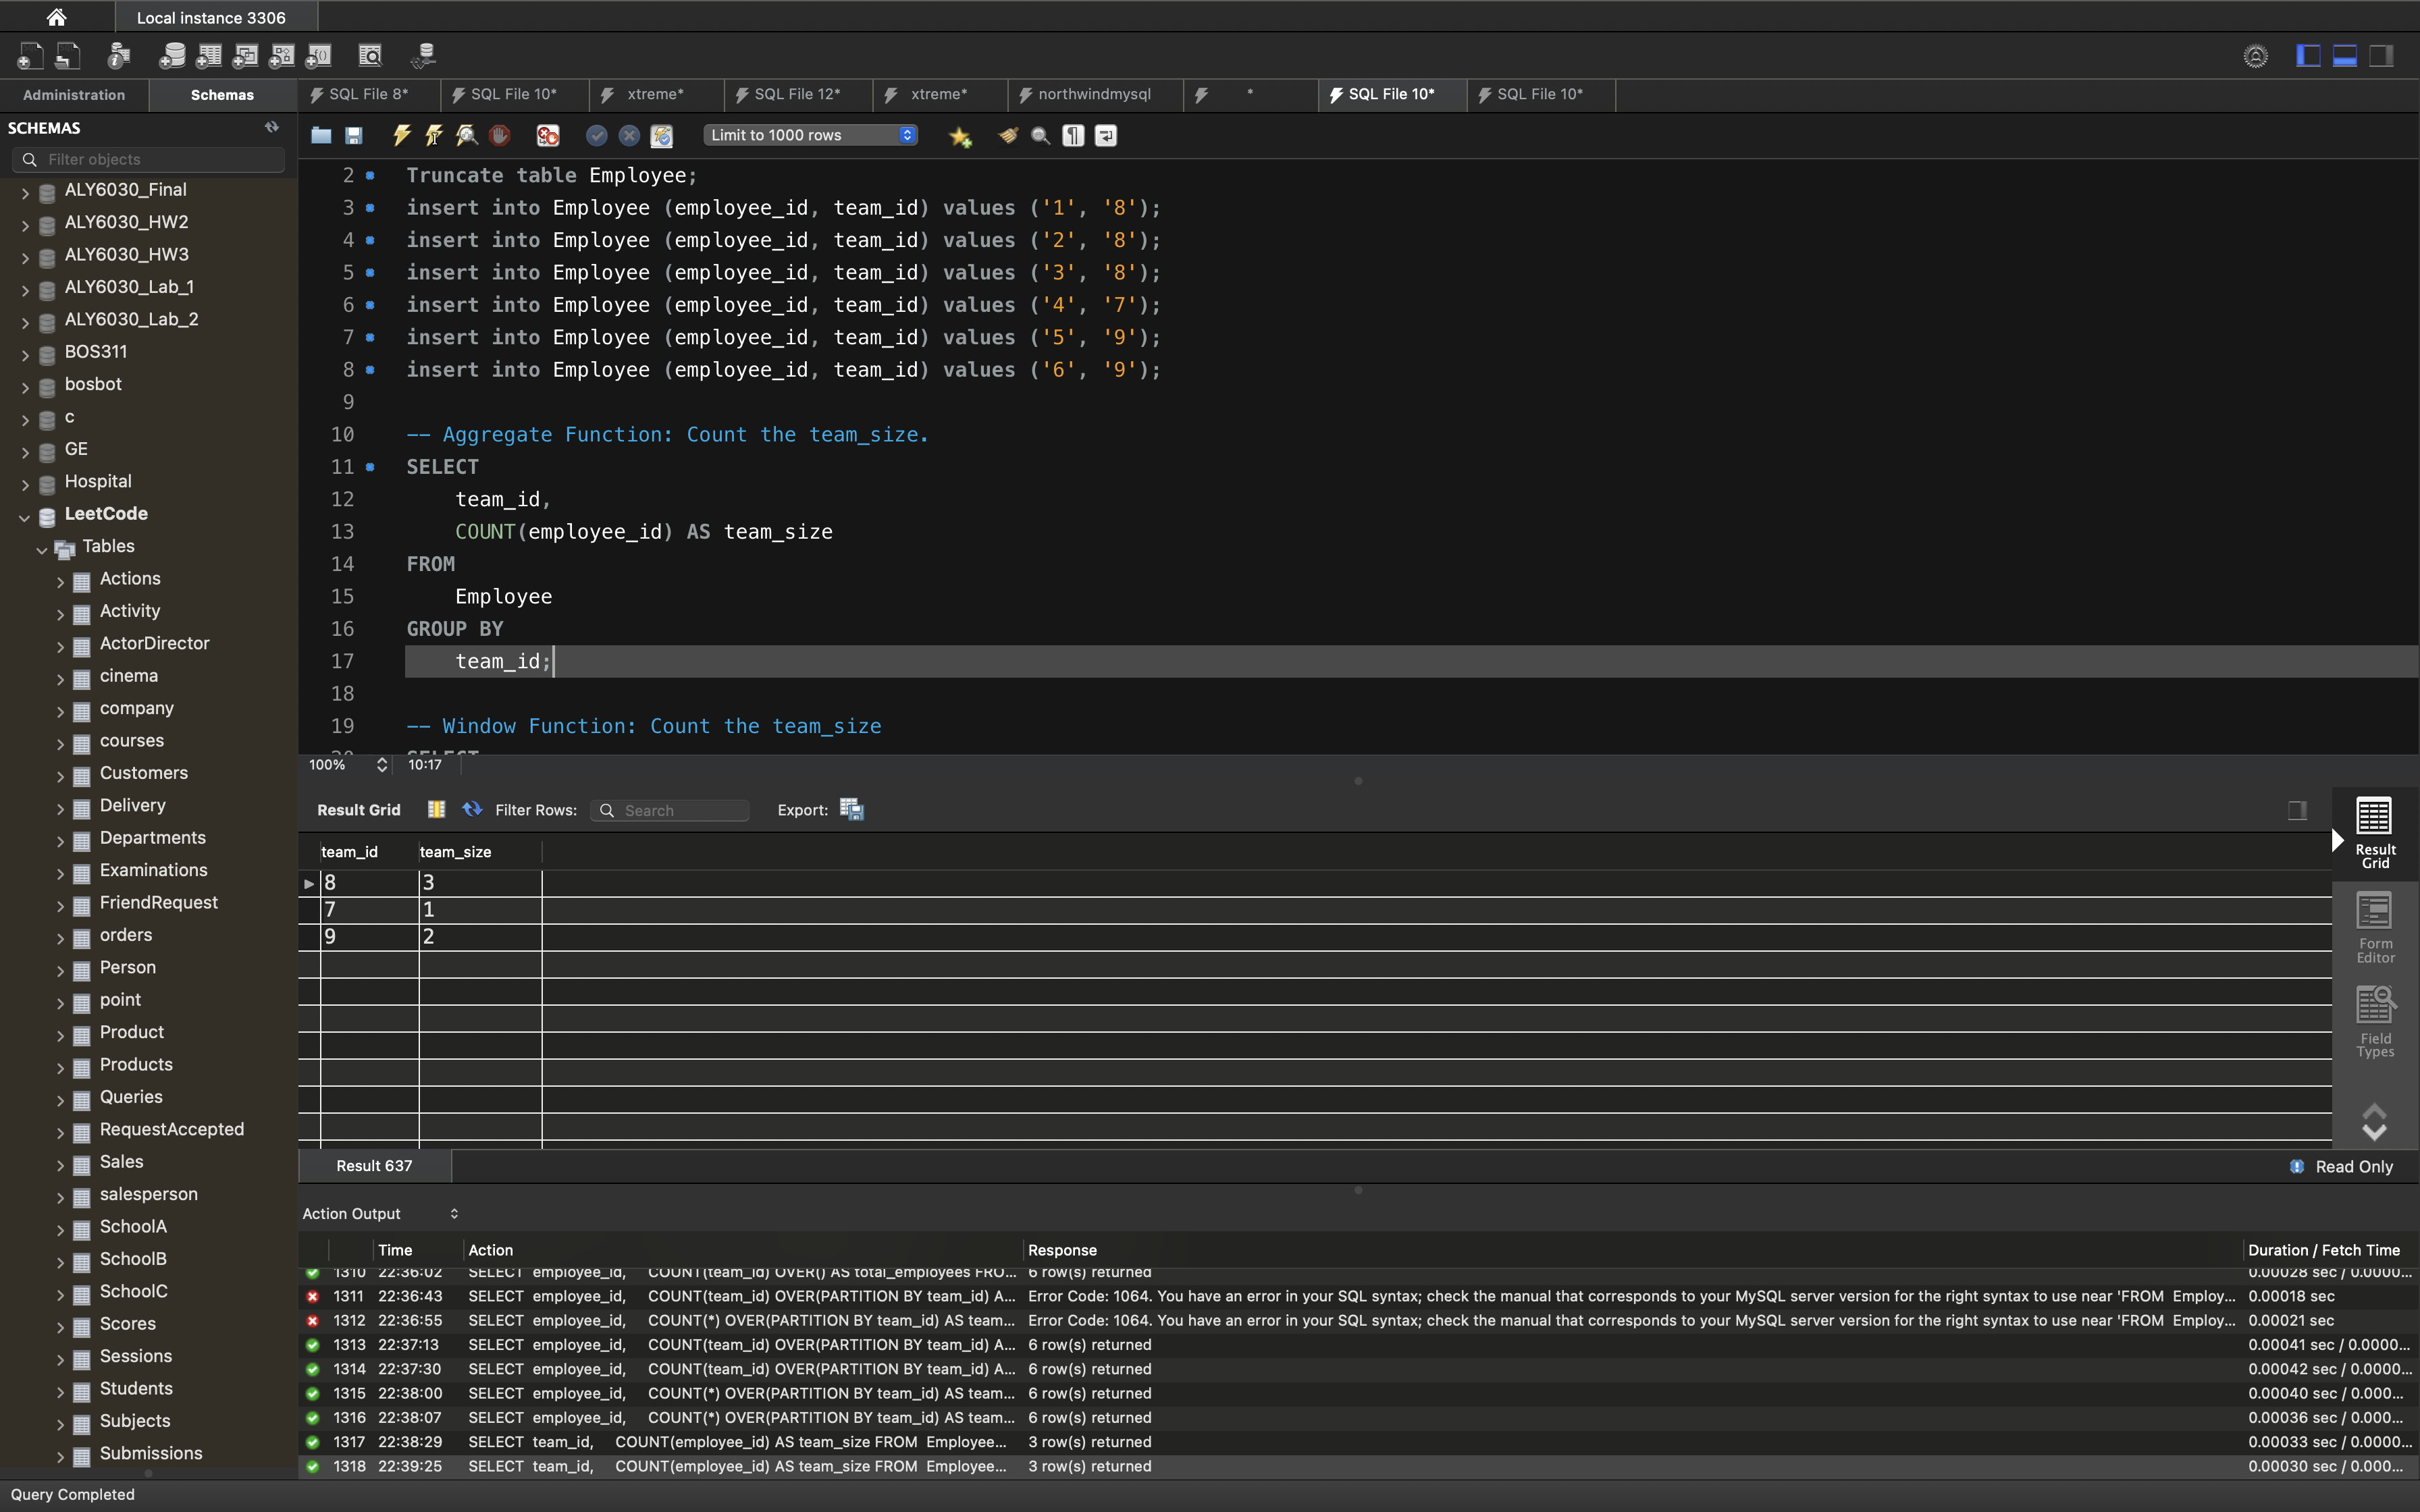 Local instance 3306
Administration
Schemas
SQL File 8*
SQL File 10*
xtreme*
SQL File 12*
xtreme*
northwindmysql
*
SQL File 10*
SQL File 10*
SCHEMAS
Filter objects
Limit to 1000 rows
ALY6030_Final
ALY6030_HW2
ALY6030_HW3
ALY6030_Lab_1
ALY6030_Lab_2
BOS311
bosbot
c
GE
Hospital
LeetCode
Tables
Actions
Activity
ActorDirector
cinema
company
courses
Customers
Delivery
Departments
Examinations
FriendRequest
orders
Person
point
Product
Products
Queries
RequestAccepted
Sales
salesperson
SchoolA
SchoolB
SchoolC
Scores
Sessions
Students
Subjects
Submissions
2 Truncate table Employee;
3 insert into Employee (employee_id, team_id) values ('1', '8');
4 insert into Employee (employee_id, team_id) values ('2', '8');
5 insert into Employee (employee_id, team_id) values ('3', '8');
6 insert into Employee (employee_id, team_id) values ('4', '7');
7 insert into Employee (employee_id, team_id) values ('5', '9');
8 insert into Employee (employee_id, team_id) values ('6', '9');
9
10 -- Aggregate Function: Count the team_size.
11 SELECT
12 team_id,
13 COUNT(employee_id) AS team_size
14 FROM
15 Employee
16 GROUP BY
17 team_id;
18
19 -- Window Function: Count the team_size
20 SELECT
100% 10:17
Result Grid Filter Rows: Search Export:
team_id team_size
8 3
7 1
9 2
Result Grid
Form Editor
Field Types
Result 637
Read Only
Action Output
Time Action Response Duration / Fetch Time
1310 22:36:02 SELECT employee_id, COUNT(team_id) OVER() AS total_employees FRO... 6 row(s) returned 0.00028 sec / 0.0000...
1311 22:36:43 SELECT employee_id, COUNT(team_id) OVER(PARTITION BY team_id) A... Error Code: 1064. You have an error in your SQL syntax; check the manual that corresponds to your MySQL server version for the right syntax to use near 'FROM Employ... 0.00018 sec
1312 22:36:55 SELECT employee_id, COUNT(*) OVER(PARTITION BY team_id) AS team... Error Code: 1064. You have an error in your SQL syntax; check the manual that corresponds to your MySQL server version for the right syntax to use near 'FROM Employ... 0.00021 sec
1313 22:37:13 SELECT employee_id, COUNT(team_id) OVER(PARTITION BY team_id) A... 6 row(s) returned 0.00041 sec / 0.0000...
1314 22:37:30 SELECT employee_id, COUNT(team_id) OVER(PARTITION BY team_id) A... 6 row(s) returned 0.00042 sec / 0.0000...
1315 22:38:00 SELECT employee_id, COUNT(*) OVER(PARTITION BY team_id) AS team... 6 row(s) returned 0.00040 sec / 0.000...
1316 22:38:07 SELECT employee_id, COUNT(*) OVER(PARTITION BY team_id) AS team... 6 row(s) returned 0.00036 sec / 0.000...
1317 22:38:29 SELECT team_id, COUNT(employee_id) AS team_size FROM Employee... 3 row(s) returned 0.00033 sec / 0.0000...
1318 22:39:25 SELECT team_id, COUNT(employee_id) AS team_size FROM Employee... 3 row(s) returned 0.00030 sec / 0.000...
Query Completed